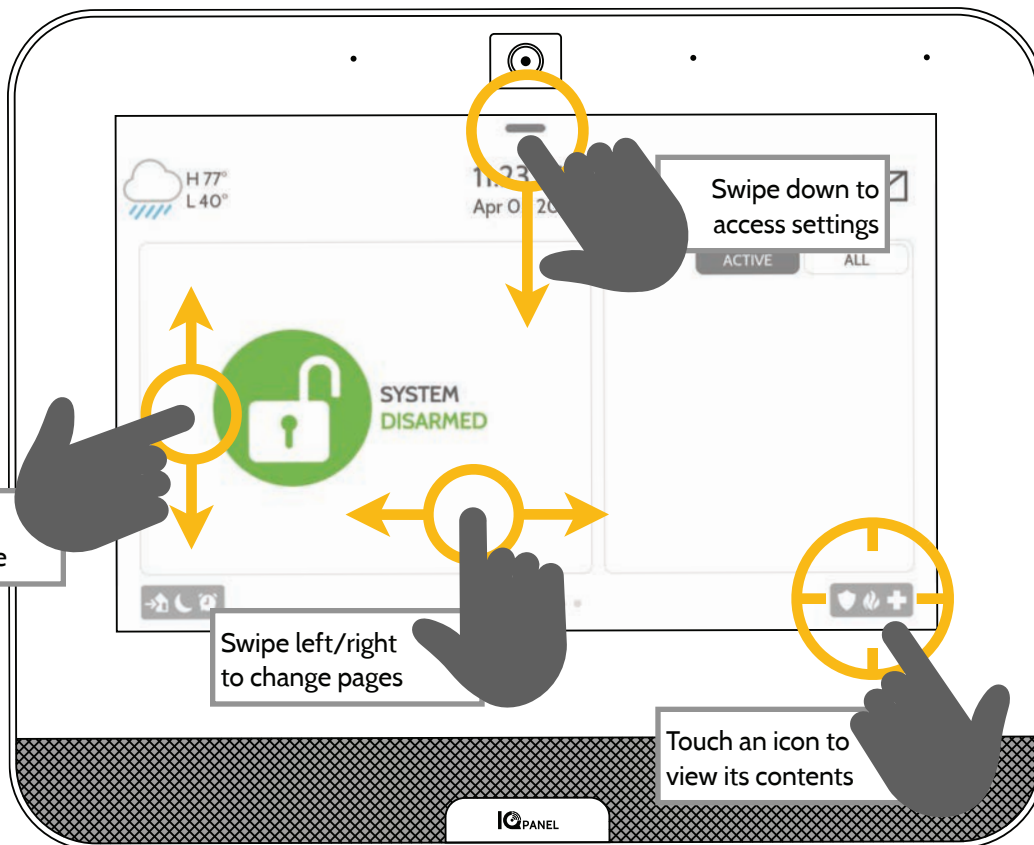 H 77°
L 40°
Swipe down to
access settings
ACTIVE
ALL
SYSTEM
DISARMED
Swipe left/right
to change pages
Touch an icon to
view its contents
IQ PANEL